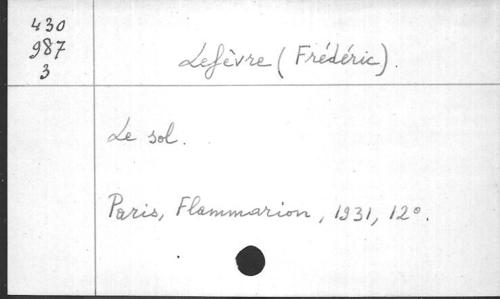 430
987
3
Lefèvre (Frédéric).
Le sol.
Paris, Flammarion, 1931, 12°.